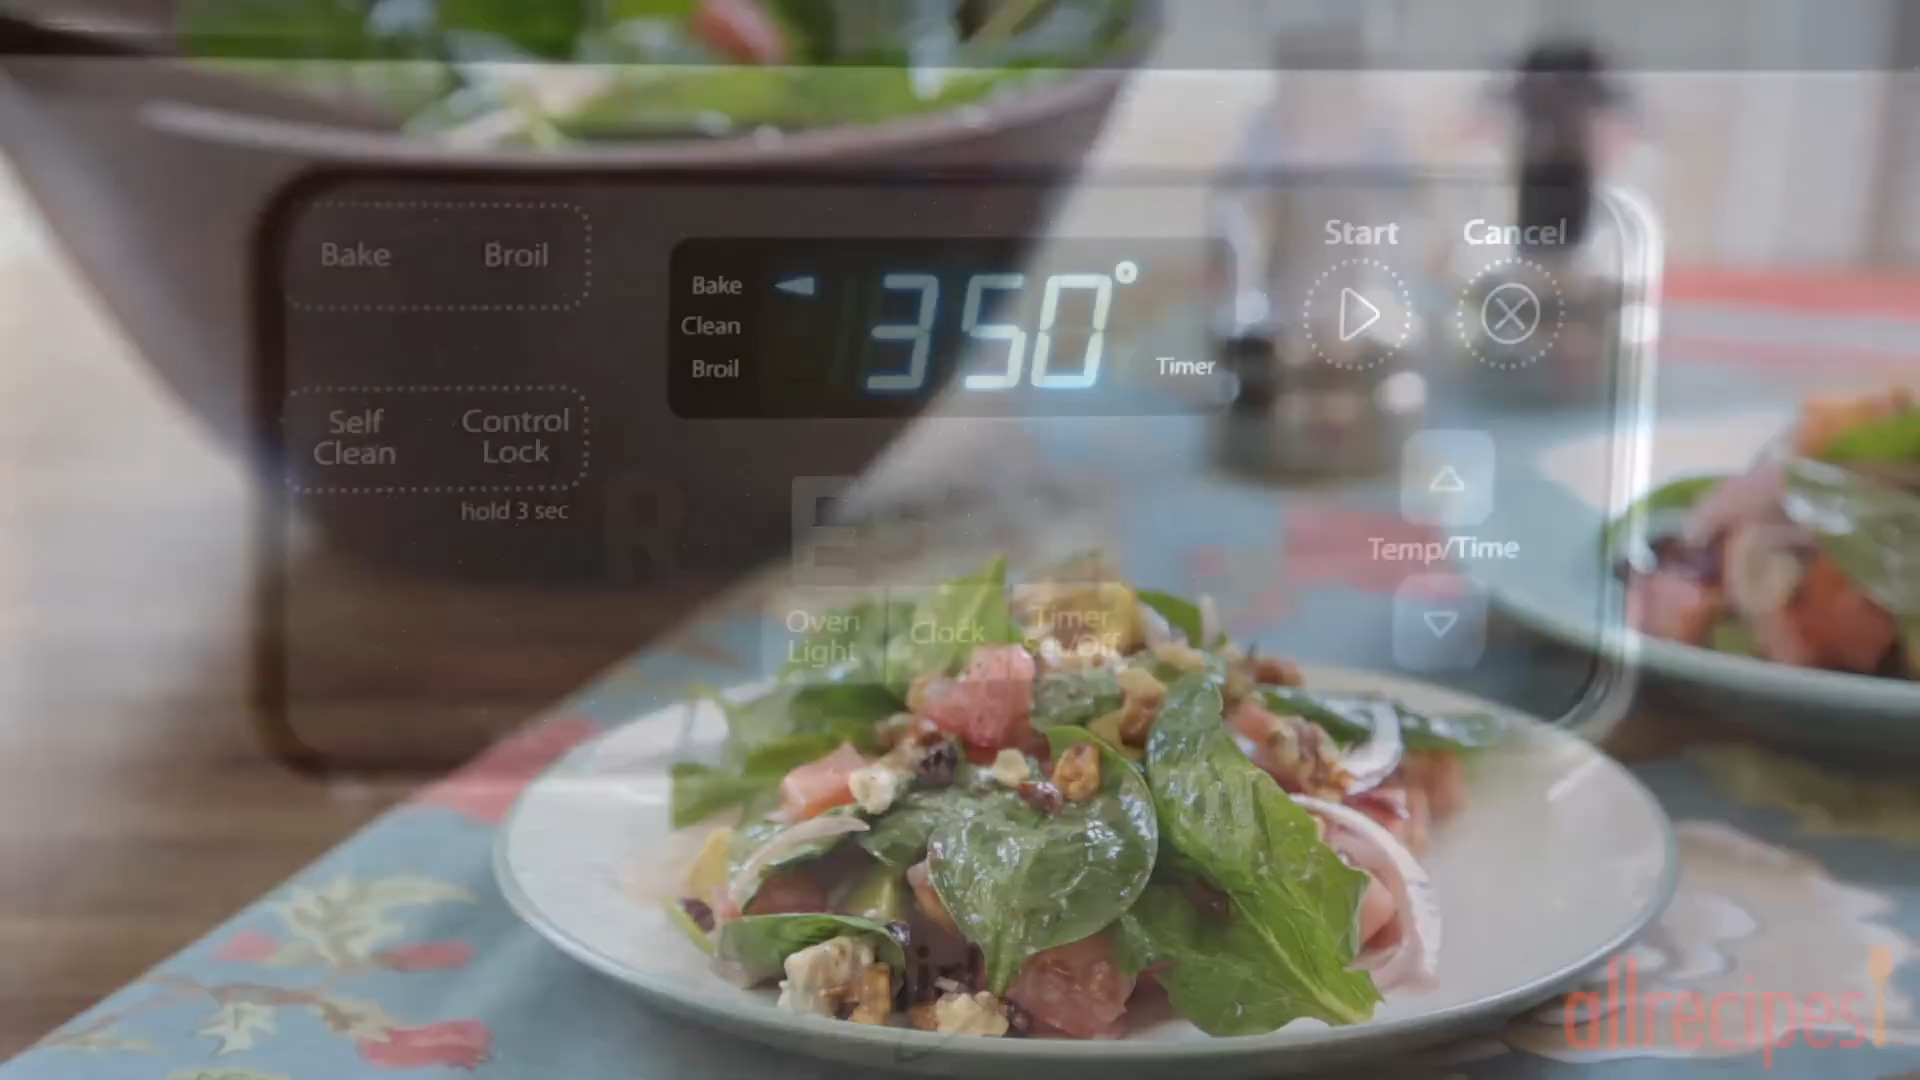 Bake Broil
Self Clean
Control Lock
hold 3 sec
Bake
Clean
Broil
350°
Timer
Start Cancel
Temp/Time
Oven Light
Clock
Timer
allrecipes